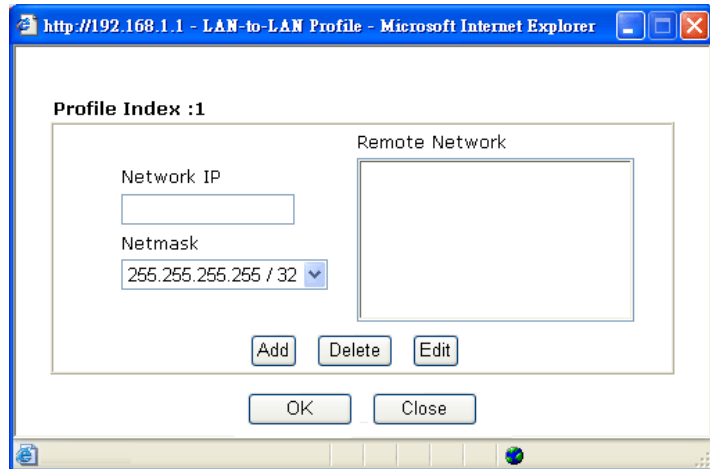 http://192.168.1.1 - LAN-to-LAN Profile - Microsoft Internet Explorer
Profile Index :1
Remote Network
Network IP
Netmask
255.255.255.255 / 32
Add Delete Edit
OK Close